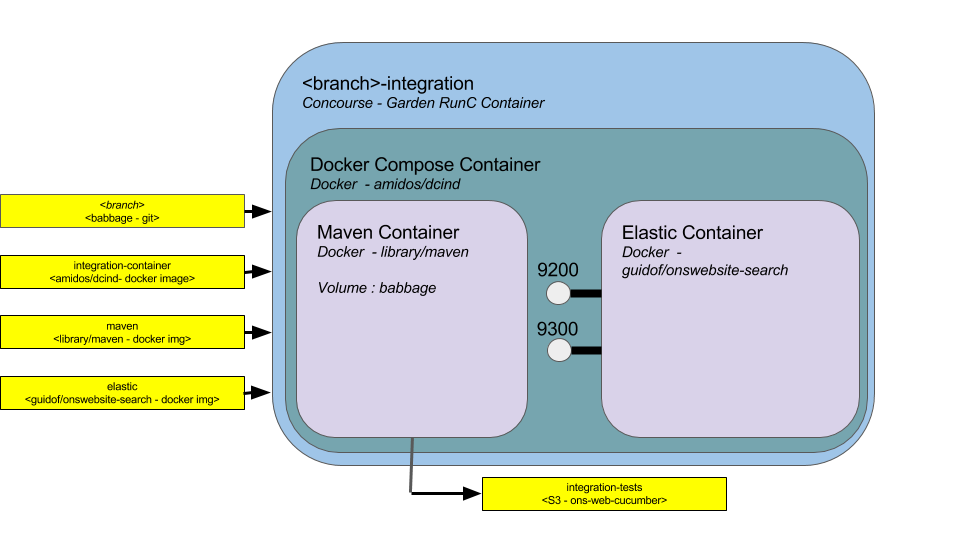 <branch>-integration
Concourse - Garden RunC Container
Docker Compose Container
Docker - amidos/dcind
<branch>
<babbage - git>
integration-container
<amidos/dcind- docker image>
maven
<library/maven - docker img>
elastic
<guidof/onswebsite-search - docker img>
Maven Container
Docker - library/maven
Volume : babbage
9200
9300
Elastic Container
Docker -
guidof/onswebsite-search
integration-tests
<S3 - ons-web-cucumber>